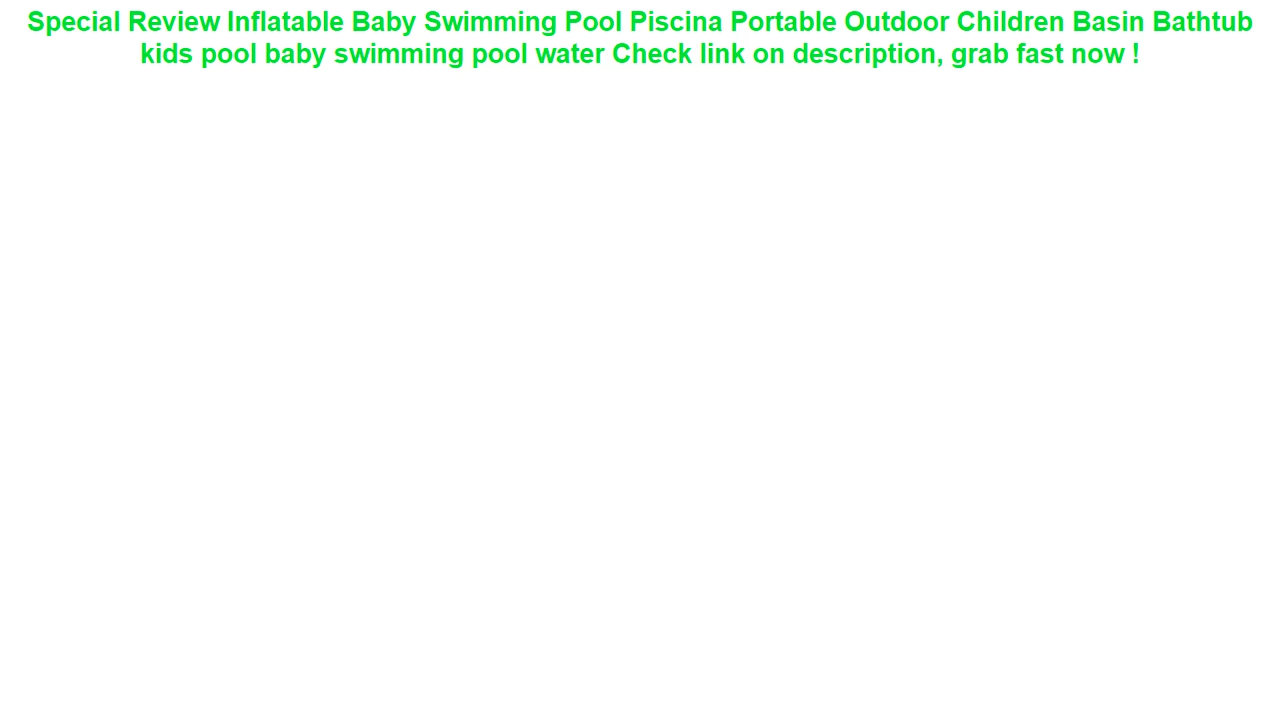 Special Review Inflatable Baby Swimming Pool Piscina Portable Outdoor Children Basin Bathtub
kids pool baby swimming pool water Check link on description, grab fast now !